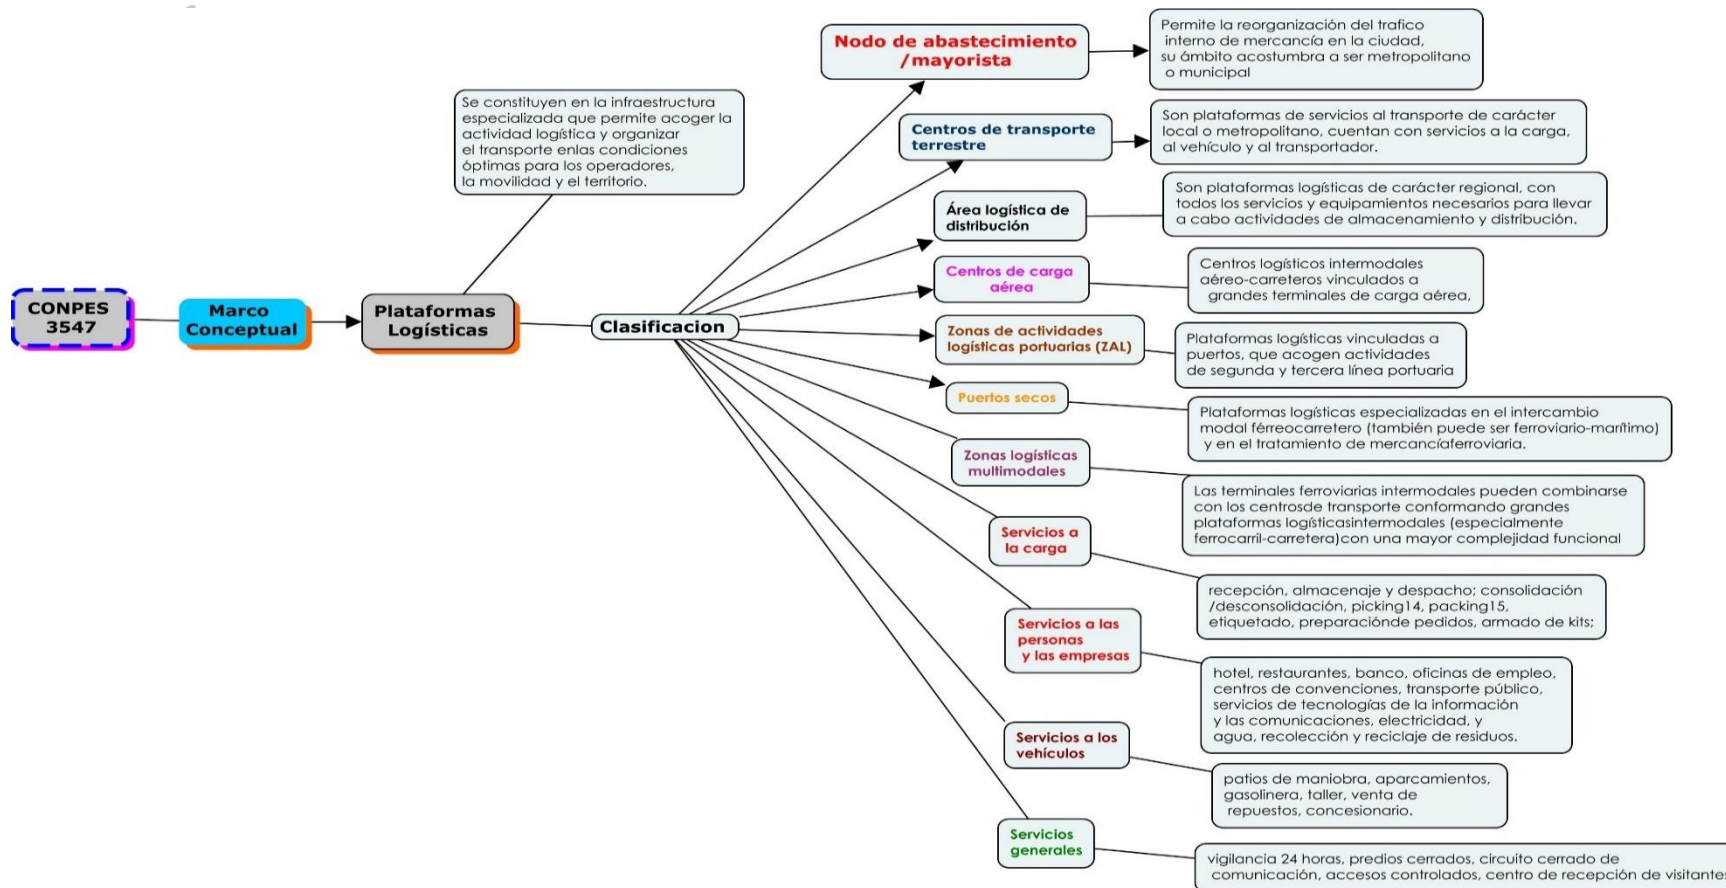 CONPES
3547
Marco
Conceptual
Plataformas
Logísticas
Se constituyen en la infraestructura
especializada que permite acoger la
actividad logística y organizar
el transporte enlas condiciones
óptimas para los operadores,
la movilidad y el territorio.
Clasificacion
Nodo de abastecimiento
/mayorista
Permite la reorganización del trafico
interno de mercancía en la ciudad,
su ámbito acostumbra a ser metropolitano
o municipal
Centros de transporte
terrestre
Son plataformas de servicios al transporte de carácter
local o metropolitano, cuentan con servicios a la carga,
al vehículo y al transportador.
Área logística de
distribución
Son plataformas logísticas de carácter regional, con
todos los servicios y equipamientos necesarios para llevar
a cabo actividades de almacenamiento y distribución.
Centros de carga
aérea
Centros logísticos intermodales
aéreo-carreteros vinculados a
grandes terminales de carga aérea,
Zonas de actividades
logísticas portuarias (ZAL)
Plataformas logísticas vinculadas a
puertos, que acogen actividades
de segunda y tercera línea portuaria
Puertos secos
Plataformas logísticas especializadas en el intercambio
modal férreocarretero (también puede ser ferroviario-marítimo)
y en el tratamiento de mercancíaferroviaria.
Zonas logísticas
multimodales
Las terminales ferroviarias intermodales pueden combinarse
con los centrosde transporte conformando grandes
plataformas logísticasintermodales (especialmente
ferrocarril-carretera)con una mayor complejidad funcional
Servicios a
la carga
recepción, almacenaje y despacho; consolidación
/desconsolidación, picking14, packing15,
etiquetado, preparaciónde pedidos, armado de kits;
Servicios a las
personas
y las empresas
hotel, restaurantes, banco, oficinas de empleo,
centros de convenciones, transporte público,
servicios de tecnologías de la información
y las comunicaciones, electricidad, y
agua, recolección y reciclaje de residuos.
Servicios a los
vehículos
patios de maniobra, aparcamientos,
gasolinera, taller, venta de
repuestos, concesionario.
Servicios
generales
vigilancia 24 horas, predios cerrados, circuito cerrado de
comunicación, accesos controlados, centro de recepción de visitante